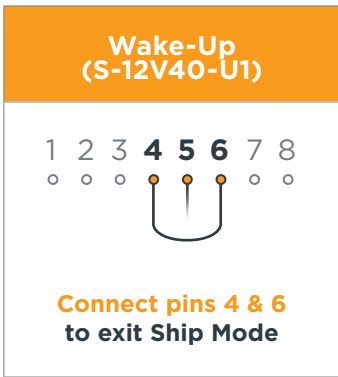 Wake-Up
(S-12V40-U1)
1 2 3 4 5 6 7 8
Connect pins 4 & 6
to exit Ship Mode